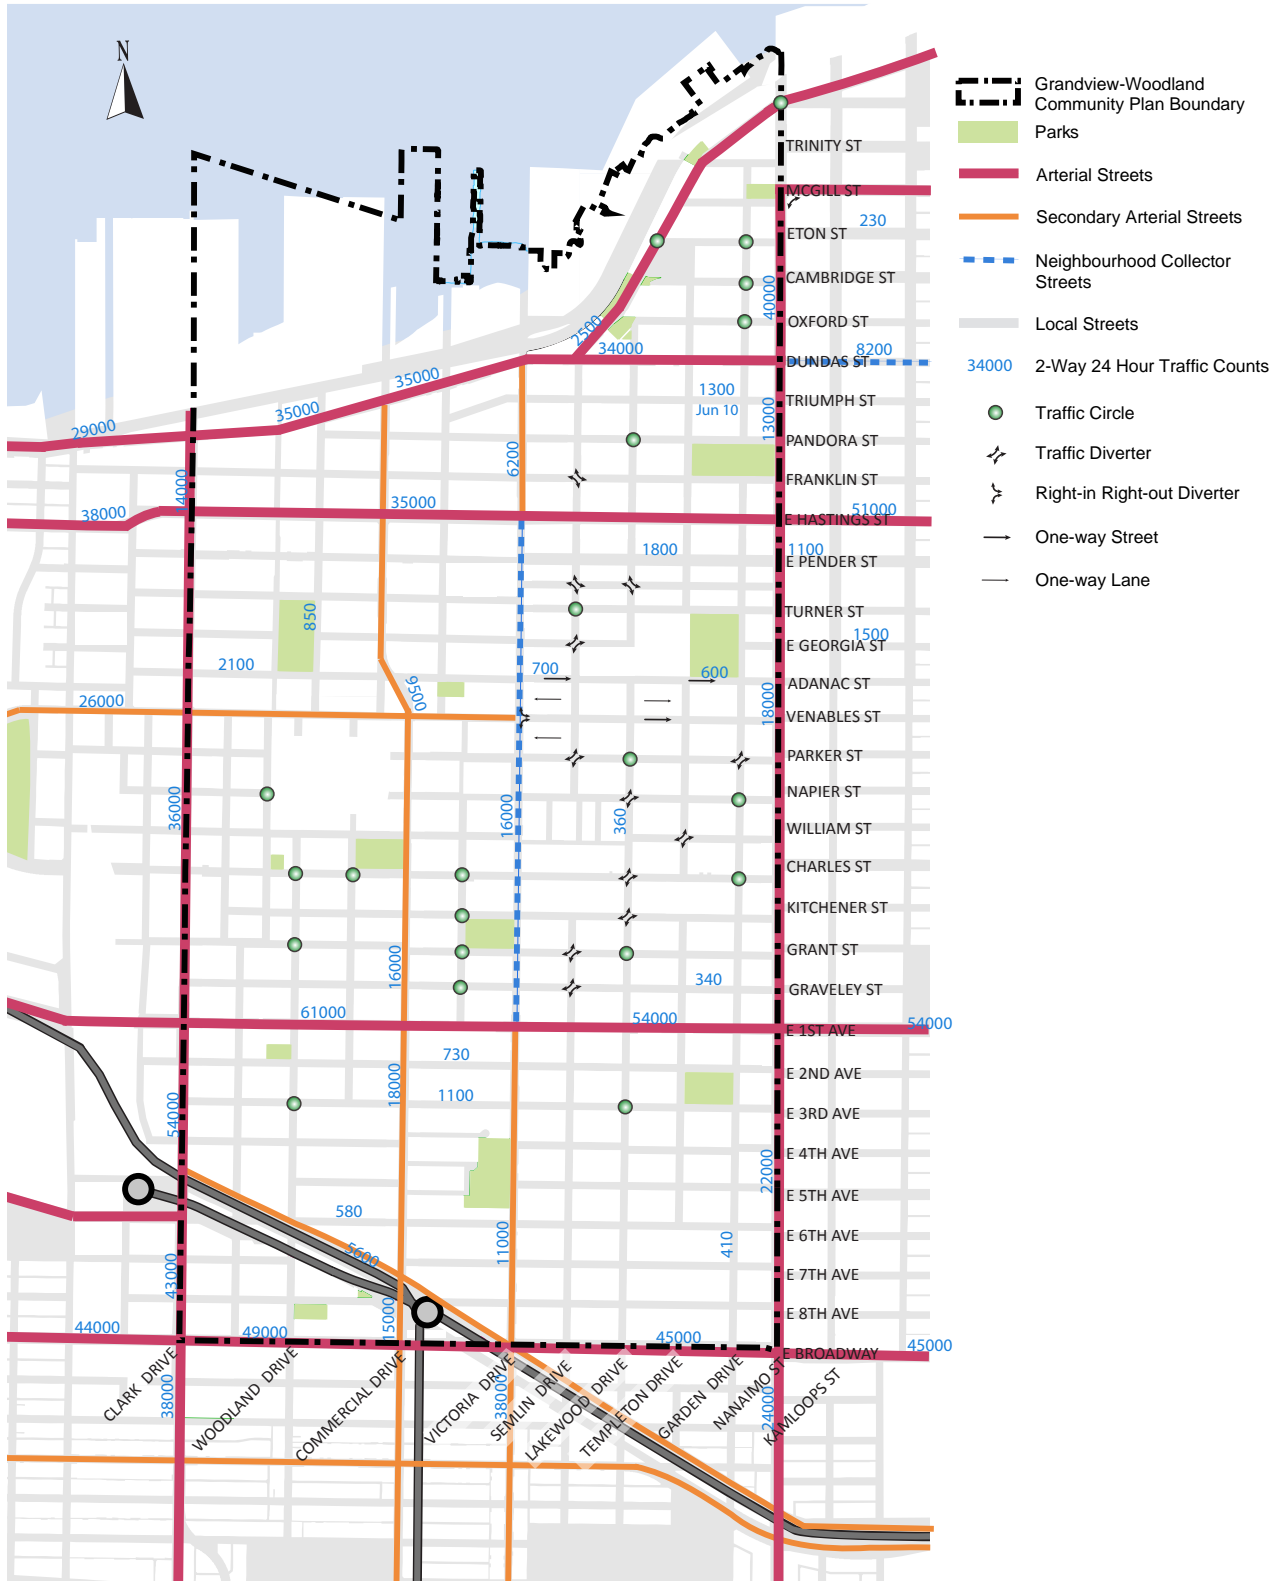 N
Grandview-Woodland
Community Plan Boundary
Parks
Arterial Streets
Secondary Arterial Streets
Neighbourhood Collector
Streets
Local Streets
34000
2-Way 24 Hour Traffic Counts
Traffic Circle
Traffic Diverter
Right-in Right-out Diverter
One-way Street
One-way Lane
TRINITY ST
MCGILL ST
230
ETON ST
CAMBRIDGE ST
40000
OXFORD ST
2500
34000
8200
DUNDAS ST
35000
1300
Jun 10
TRIUMPH ST
35000
13000
29000
PANDORA ST
6200
14000
FRANKLIN ST
35000
38000
51000
E HASTINGS ST
1800
1100
E PENDER ST
850
TURNER ST
1500
E GEORGIA ST
2100
700
600
ADANAC ST
9500
26000
18000
VENABLES ST
PARKER ST
NAPIER ST
36000
16000
360
WILLIAM ST
CHARLES ST
KITCHENER ST
GRANT ST
16000
340
GRAVELEY ST
61000
54000
54000
E 1ST AVE
730
E 2ND AVE
18000
1100
54000
E 3RD AVE
E 4TH AVE
22000
E 5TH AVE
580
E 6TH AVE
5600
11000
410
E 7TH AVE
43000
E 8TH AVE
15000
44000
49000
45000
45000
E BROADWAY
CLARK DRIVE
WOODLAND DRIVE
COMMERCIAL DRIVE
VICTORIA DRIVE
SEMLIN DRIVE
LAKEWOOD DRIVE
TEMPLETON DRIVE
GARDEN DRIVE
NANAIMO ST
KAMLOOPS ST
38000
38000
24000